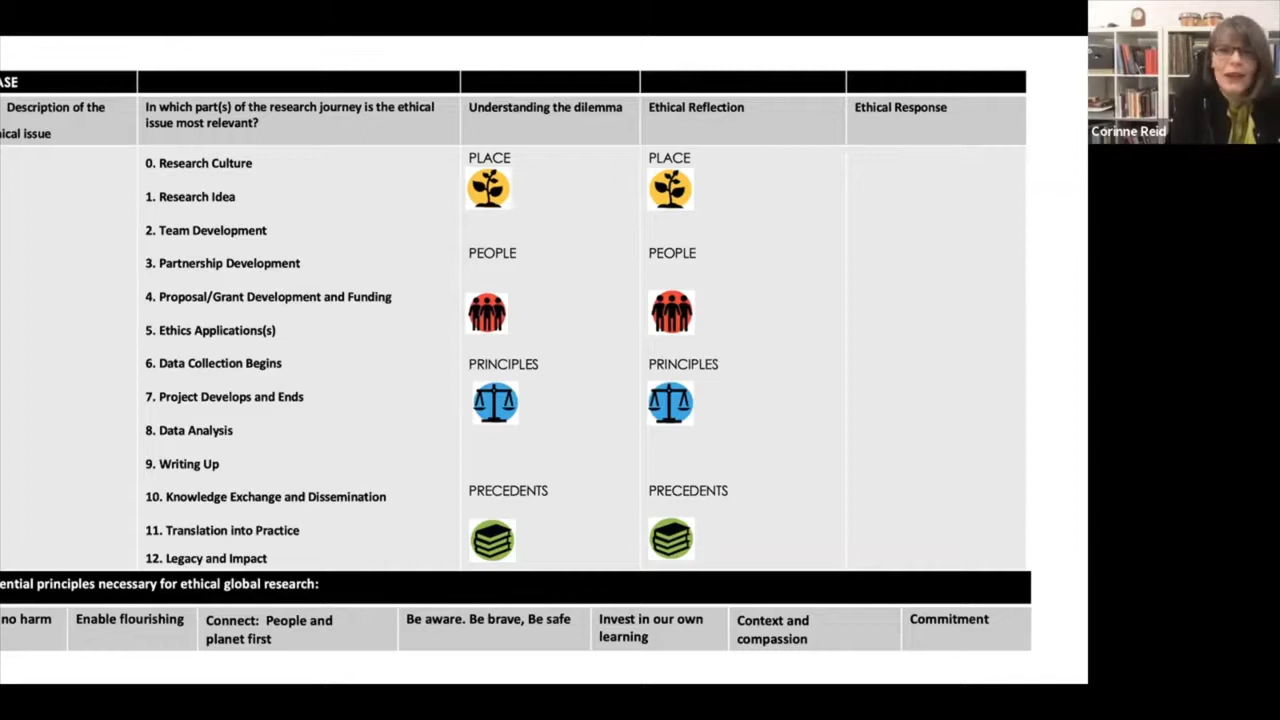 ASE
Description of the
ical issue
In which part(s) of the research journey is the ethical
issue most relevant?
Understanding the dilemma
Ethical Reflection
Ethical Response
0. Research Culture
1. Research Idea
2. Team Development
3. Partnership Development
4. Proposal/Grant Development and Funding
5. Ethics Applications(s)
6. Data Collection Begins
7. Project Develops and Ends
8. Data Analysis
9. Writing Up
10. Knowledge Exchange and Dissemination
11. Translation into Practice
12. Legacy and Impact
PLACE
PEOPLE
PRINCIPLES
PRECEDENTS
PLACE
PEOPLE
PRINCIPLES
PRECEDENTS
ential principles necessary for ethical global research:
no harm
Enable flourishing
Connect: People and
planet first
Be aware. Be brave, Be safe
Invest in our own
learning
Context and
compassion
Commitment
Corinne Reid